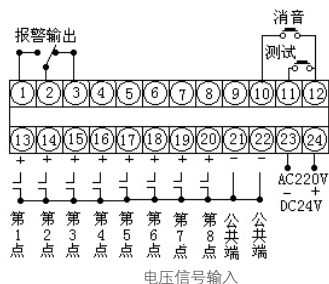 消音
报警输出
测试
1 2 3 4 5 6 7 8 9 10 11 12
13 14 15 16 17 18 19 20 21 22 23 24
+ + + + + + + + − −
AC220V
− +
DC24V
第1点 第2点 第3点 第4点 第5点 第6点 第7点 第8点 公共端 公共端
电压信号输入